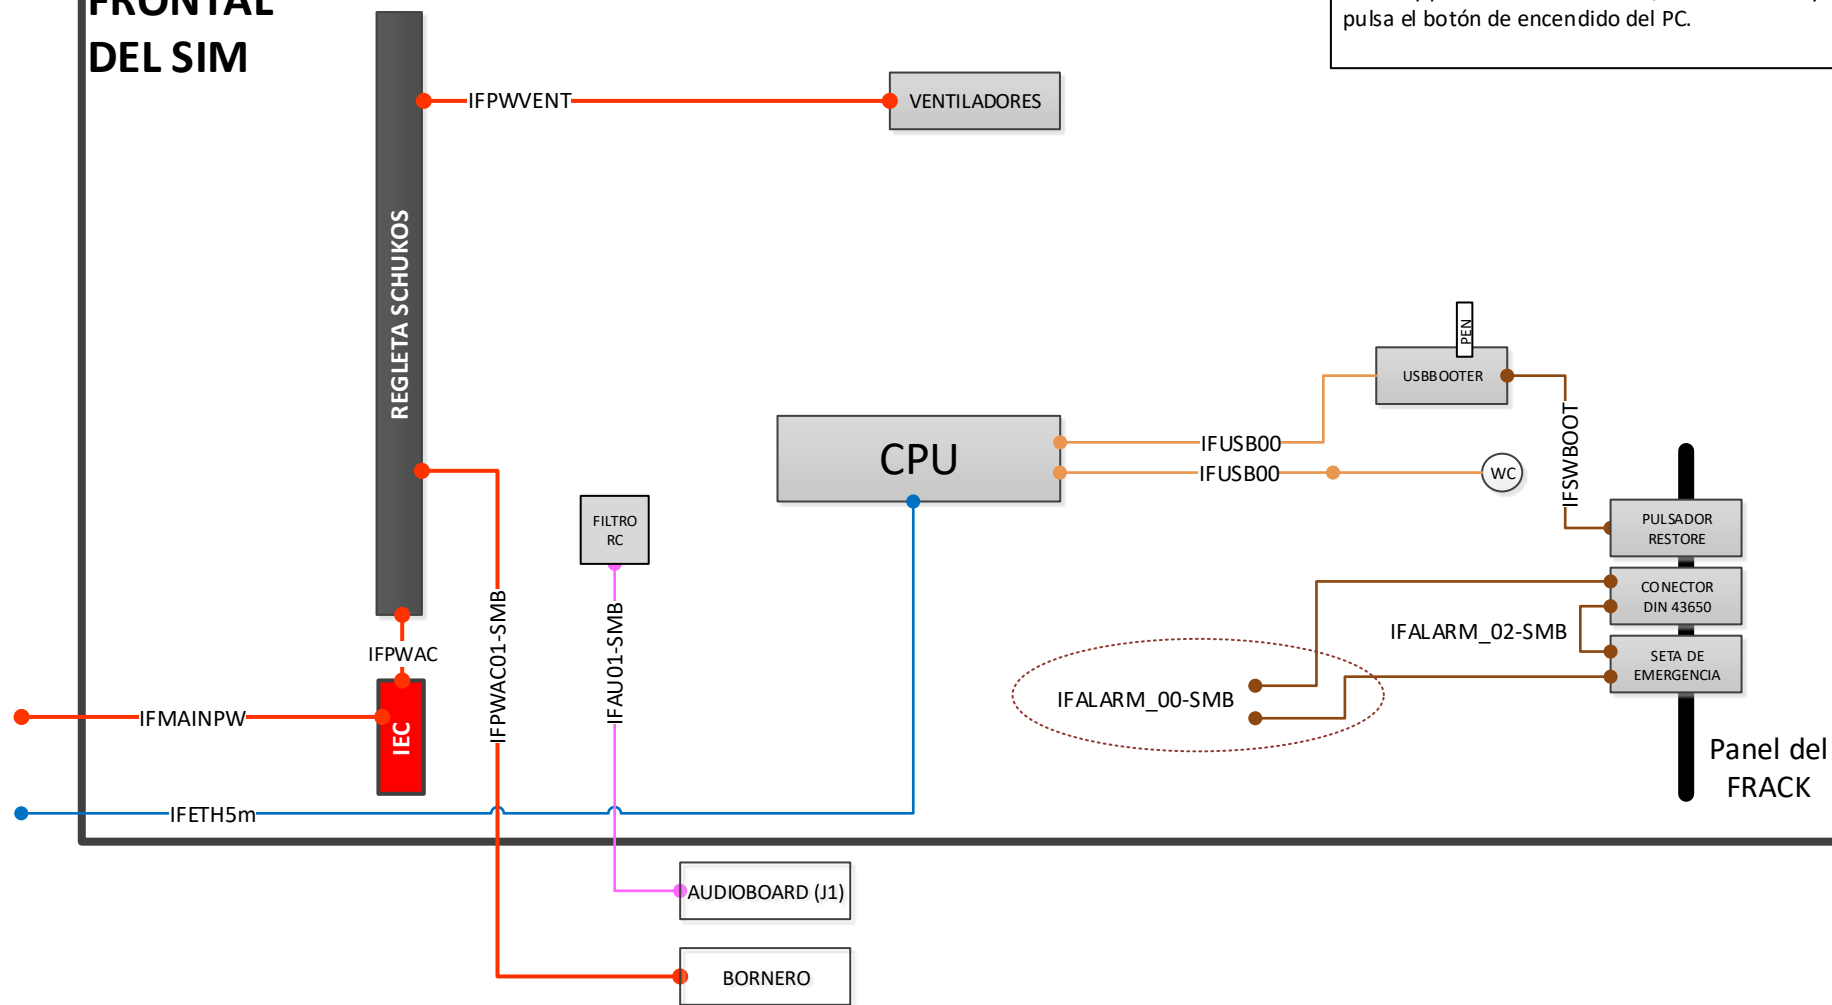 FRONTAL
DEL SIM
pulsa el botón de encendido del PC.
IFPWVENT
VENTILADORES
REGLETA SCHUKOS
PEN
USBBOOTER
CPU
IFUSB00
IFUSB00
WC
IFSWBOOT
FILTRO
RC
PULSADOR
RESTORE
CONECTOR
DIN 43650
IFALARM_02-SMB
SETA DE
EMERGENCIA
IFPWAC
IFPWAC01-SMB
IFAU01-SMB
IFALARM_00-SMB
IFMAINPW
IEC
Panel del
FRACK
IFETH5m
AUDIOBOARD (J1)
BORNERO